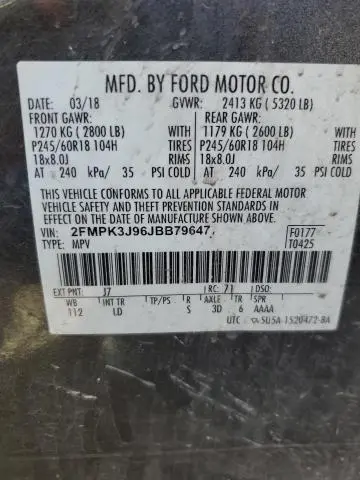 MFD. BY FORD MOTOR CO.
DATE: 03/18 GVWR: 2413 KG ( 5320 LB)
FRONT GAWR: REAR GAWR:
1270 KG ( 2800 LB) WITH 1179 KG ( 2600 LB) WITH
P245/60R18 104H TIRES P245/60R18 104H TIRES
18x8.0J RIMS 18x8.0J RIMS
AT 240 kPa/ 35 PSI COLD AT 240 kPa/ 35 PSI COLD
THIS VEHICLE CONFORMS TO ALL APPLICABLE FEDERAL MOTOR
VEHICLE SAFETY AND THEFT PREVENTION STANDARDS IN
EFFECT ON THE DATE OF MANUFACTURE SHOWN ABOVE.
VIN: 2FMPK3J96JBB79647 F0177
TYPE: MPV T0425
EXT PNT: J7 RC: 71 DSO:
WB INT TR TP/PS R AXLE TR SPR
112 LD S 3D 6 AAAA
UTC 5U5A-1520472-BA